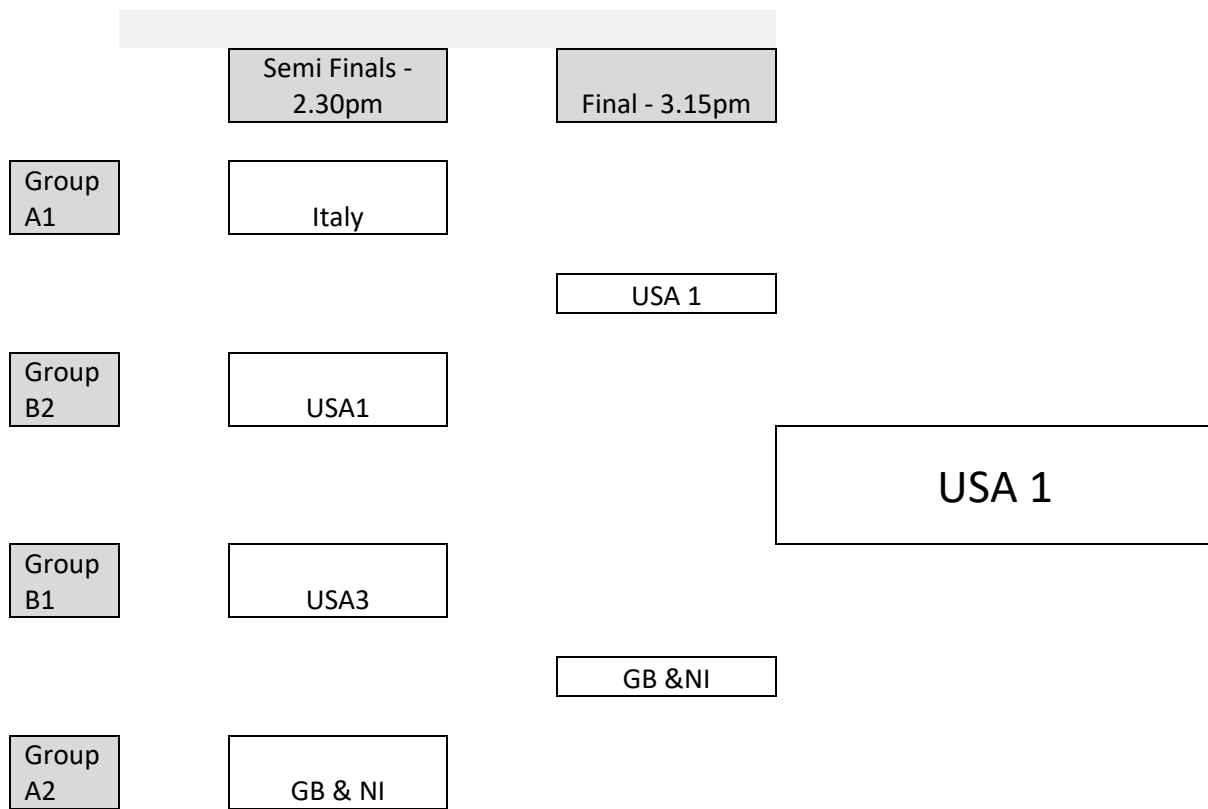 Semi Finals -
2.30pm
Final - 3.15pm
Group
A1
Italy
USA 1
Group
B2
USA1
USA 1
Group
B1
USA3
GB &NI
Group
A2
GB & NI